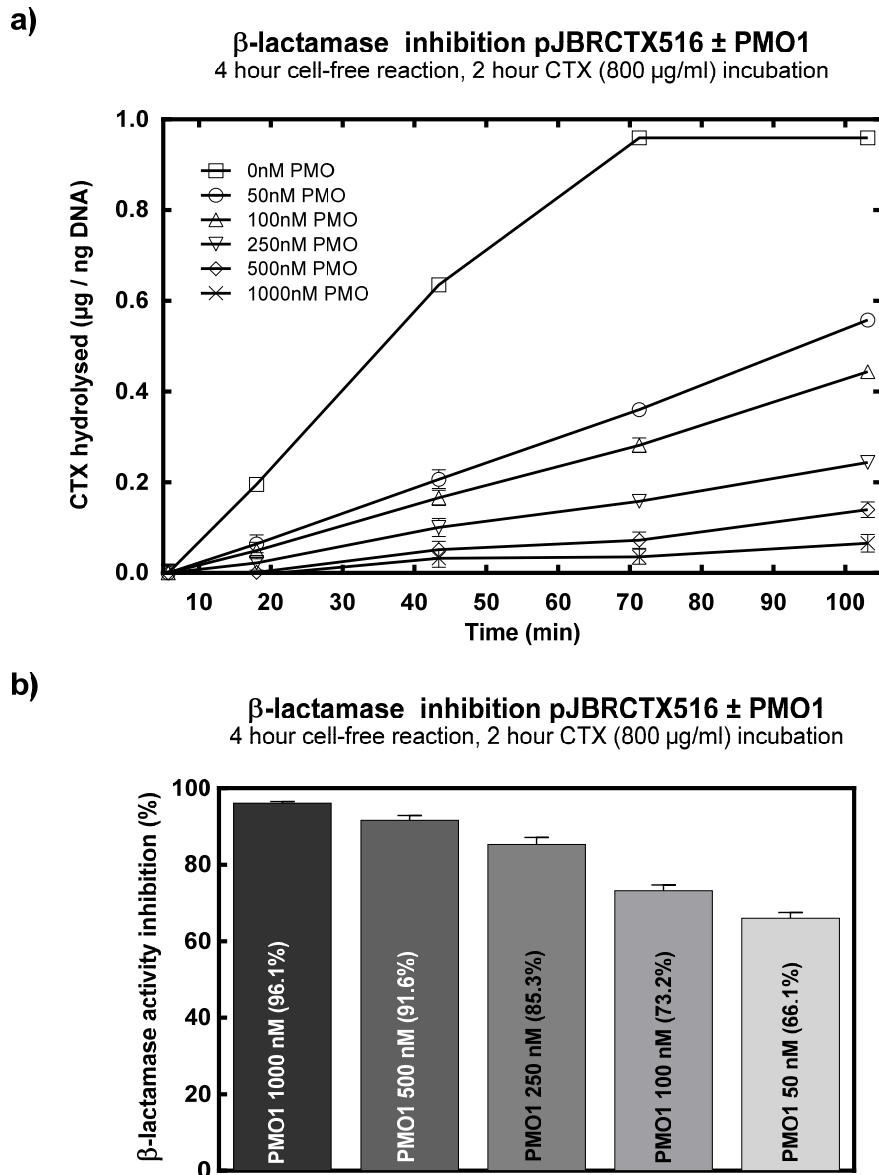 a)
β-lactamase inhibition pJBRCTX516 ± PMO1
4 hour cell-free reaction, 2 hour CTX (800 µg/ml) incubation
CTX hydrolysed (µg / ng DNA)
1.0
0.8
0.6
0.4
0.2
0.0
0nM PMO
50nM PMO
100nM PMO
250nM PMO
500nM PMO
1000nM PMO
10 20 30 40 50 60 70 80 90 100
Time (min)
b)
β-lactamase inhibition pJBRCTX516 ± PMO1
4 hour cell-free reaction, 2 hour CTX (800 µg/ml) incubation
β-lactamase activity inhibition (%)
100
80
60
40
20
0
PMO1 1000 nM (96.1%)
PMO1 500 nM (91.6%)
PMO1 250 nM (85.3%)
PMO1 100 nM (73.2%)
PMO1 50 nM (66.1%)